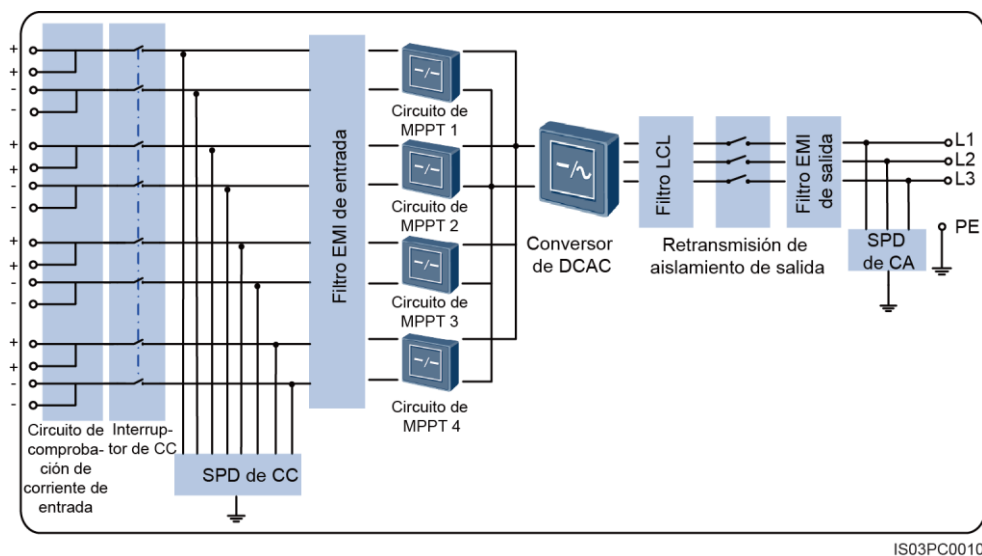 +
+
-
-
+
+
-
-
+
+
-
-
+
+
-
-
Circuito de
comproba-
ción de
corriente de
entrada
Interrup-
tor de CC
SPD de CC
Filtro EMI de entrada
Circuito de
MPPT 1
Circuito de
MPPT 2
Circuito de
MPPT 3
Circuito de
MPPT 4
Conversor
de DCAC
Filtro LCL
Retransmisión de
aislamiento de salida
Filtro EMI
de salida
L1
L2
L3
PE
SPD
de CA
IS03PC0010